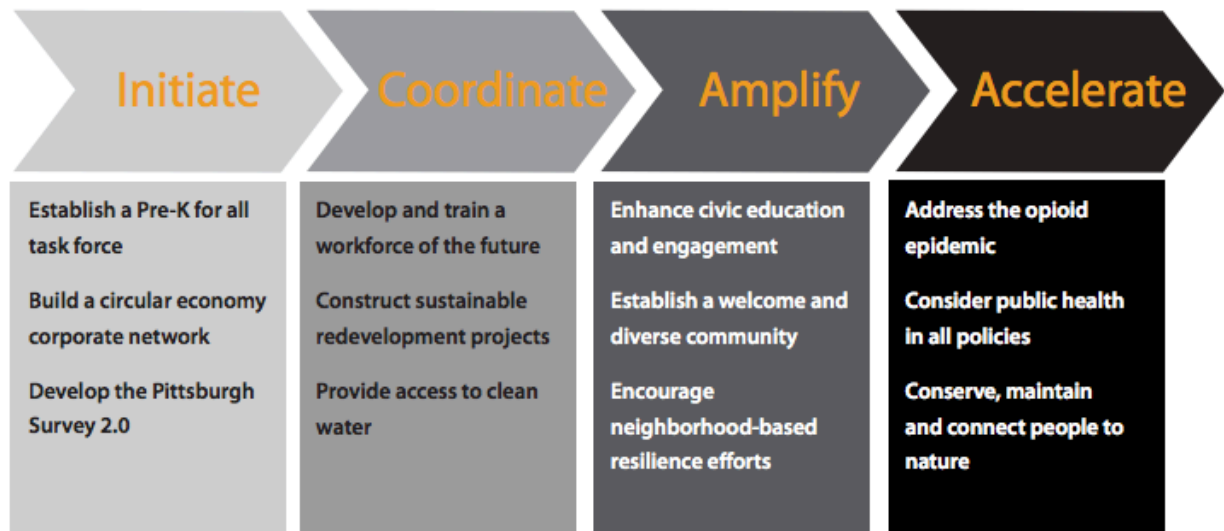 Initiate
Coordinate
Amplify
Accelerate
Establish a Pre-K for all
task force
Build a circular economy
corporate network
Develop the Pittsburgh
Survey 2.0
Develop and train a
workforce of the future
Construct sustainable
redevelopment projects
Provide access to clean
water
Enhance civic education
and engagement
Establish a welcome and
diverse community
Encourage
neighborhood-based
resilience efforts
Address the opioid
epidemic
Consider public health
in all policies
Conserve, maintain
and connect people to
nature